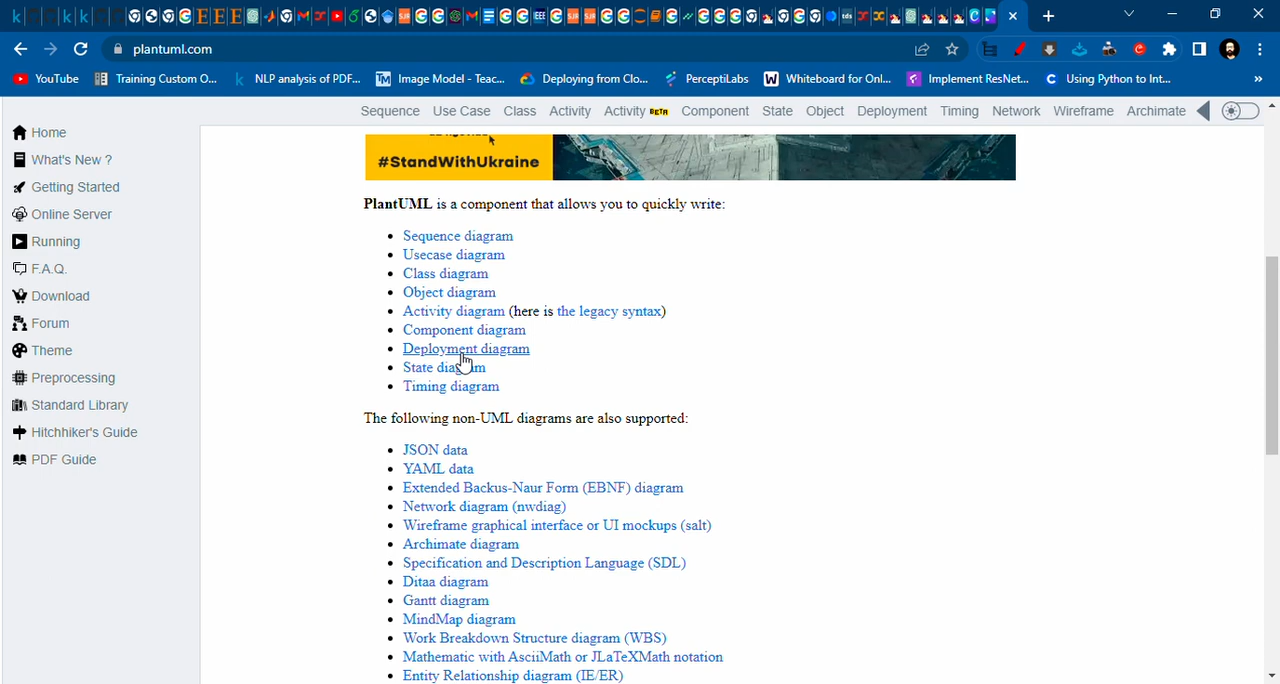 plantuml.com
YouTube
Training Custom O...
NLP analysis of PDF...
Image Model - Teac...
Deploying from Clo...
PerceptiLabs
Whiteboard for Onl...
Implement ResNet...
Using Python to Int...
»
Sequence Use Case Class Activity Activity BETA Component State Object Deployment Timing Network Wireframe Archimate
Home
What's New ?
Getting Started
Online Server
Running
F.A.Q.
Download
Forum
Theme
Preprocessing
Standard Library
Hitchhiker's Guide
PDF Guide
#StandWithUkraine
PlantUML is a component that allows you to quickly write:
Sequence diagram
Usecase diagram
Class diagram
Object diagram
Activity diagram (here is the legacy syntax)
Component diagram
Deployment diagram
State diagram
Timing diagram
The following non-UML diagrams are also supported:
JSON data
YAML data
Extended Backus-Naur Form (EBNF) diagram
Network diagram (nwdiag)
Wireframe graphical interface or UI mockups (salt)
Archimate diagram
Specification and Description Language (SDL)
Ditaa diagram
Gantt diagram
MindMap diagram
Work Breakdown Structure diagram (WBS)
Mathematic with AsciiMath or JLaTeXMath notation
Entity Relationship diagram (IE/ER)